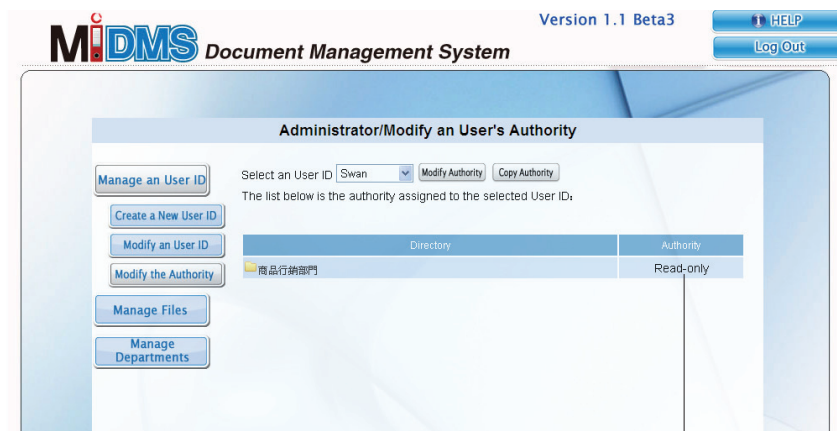 Version 1.1 Beta3
HELP
MiDMS Document Management System
Log Out
Administrator/Modify an User's Authority
Manage an User ID
Create a New User ID
Modify an User ID
Modify the Authority
Manage Files
Manage
Departments
Select an User ID Swan Modify Authority Copy Authority
The list below is the authority assigned to the selected User ID:
Directory Authority
商品行銷部門 Read-only